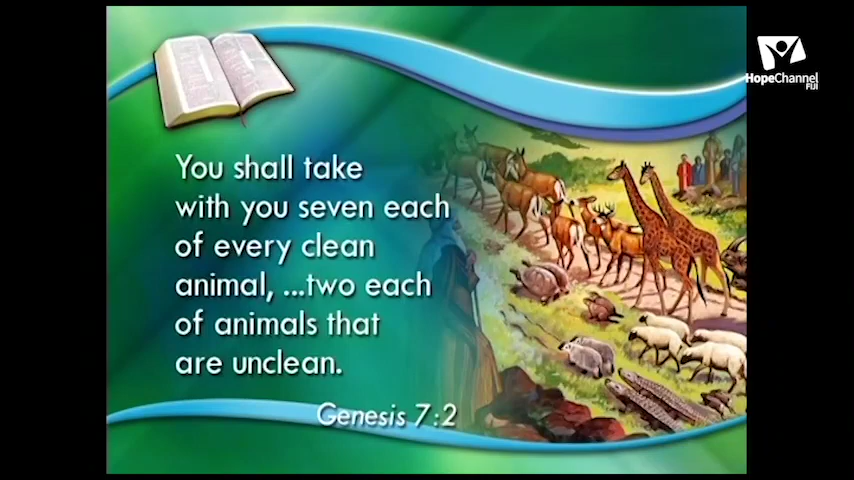 HopeChannel
FIJI
You shall take
with you seven each
of every clean
animal, ...two each
of animals that
are unclean.
Genesis 7:2